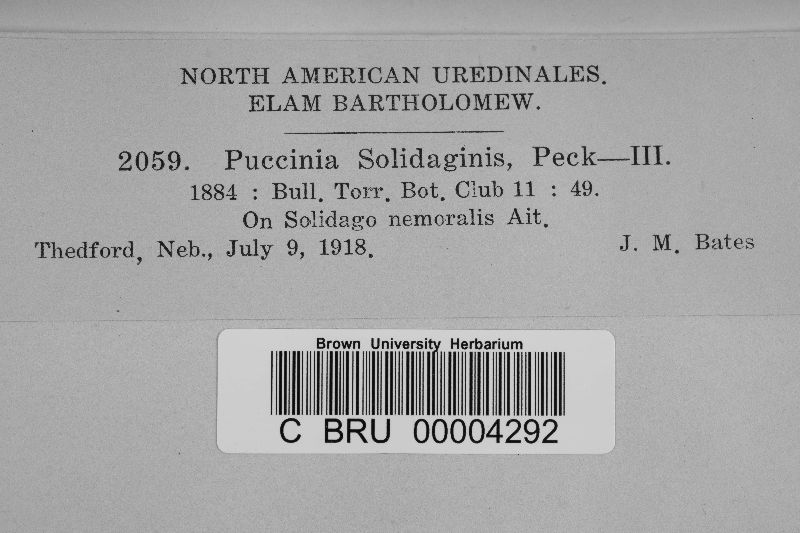 NORTH AMERICAN UREDINALES.
ELAM BARTHOLOMEW.
2059. Puccinia Solidaginis, Peck—III.
1884 : Bull. Torr. Bot. Club 11 : 49.
On Solidago nemoralis Ait.
Thedford, Neb., July 9, 1918. J. M. Bates
Brown University Herbarium
C BRU 00004292